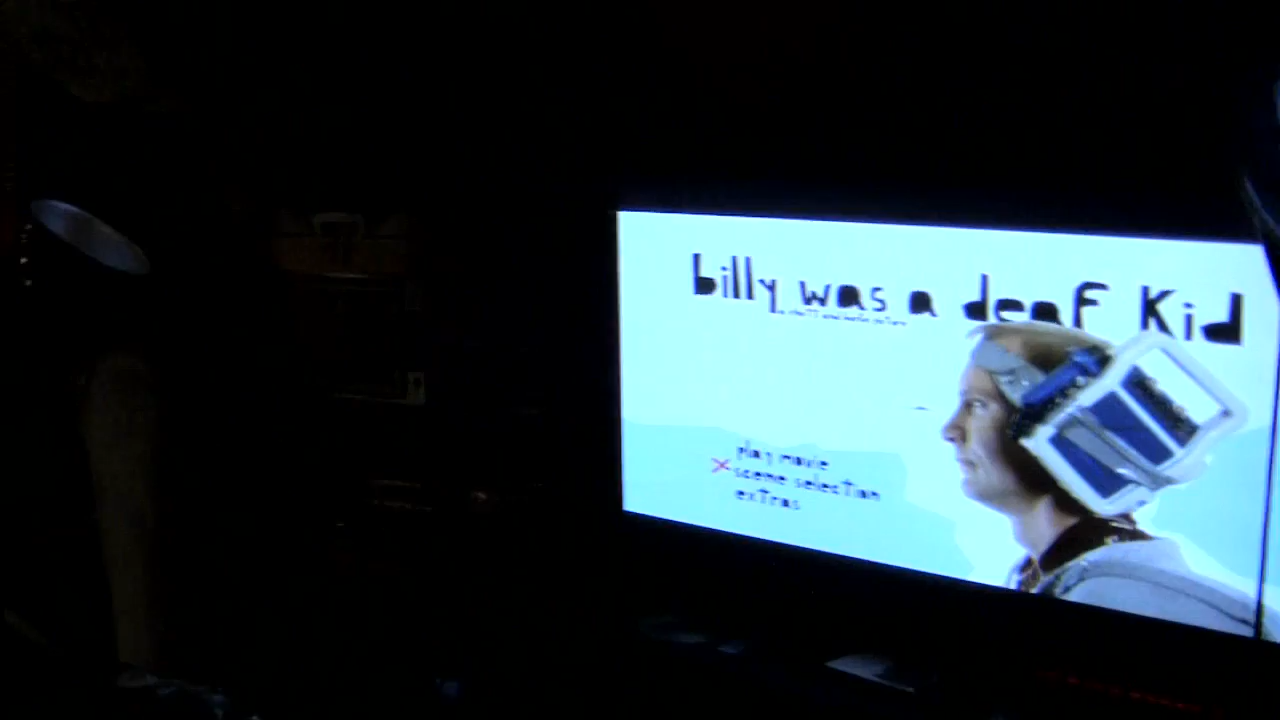 billy was a deaf kid
play movie
scene selection
extras